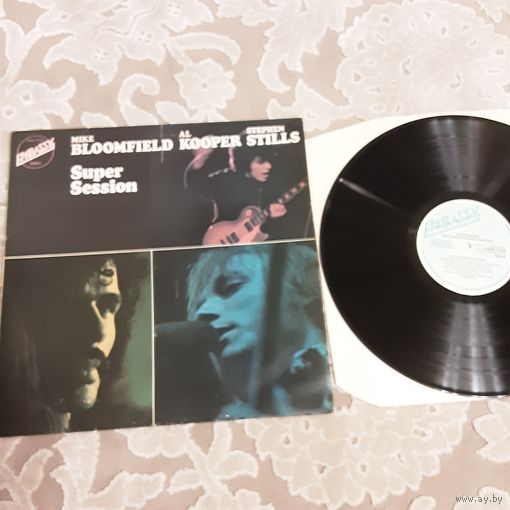 EMBASSY
MIKE BLOOMFIELD AL KOOPER STEPHEN STILLS
Super
Session
EMBASSY
www.ay.by